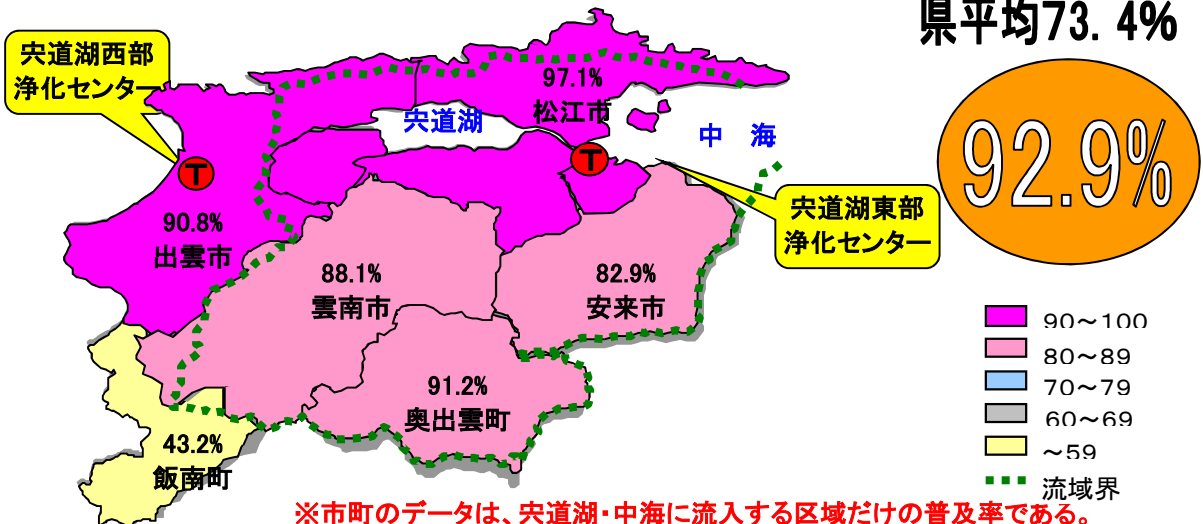 県平均73.4%
92.9%
宍道湖西部
浄化センター
97.1%
松江市
宍道湖
中 海
T
T
宍道湖東部
浄化センター
90.8%
出雲市
88.1%
雲南市
82.9%
安来市
91.2%
奥出雲町
43.2%
飯南町
90～100
80～89
70～79
60～69
～59
流域界
※市町のデータは、宍道湖・中海に流入する区域だけの普及率である。